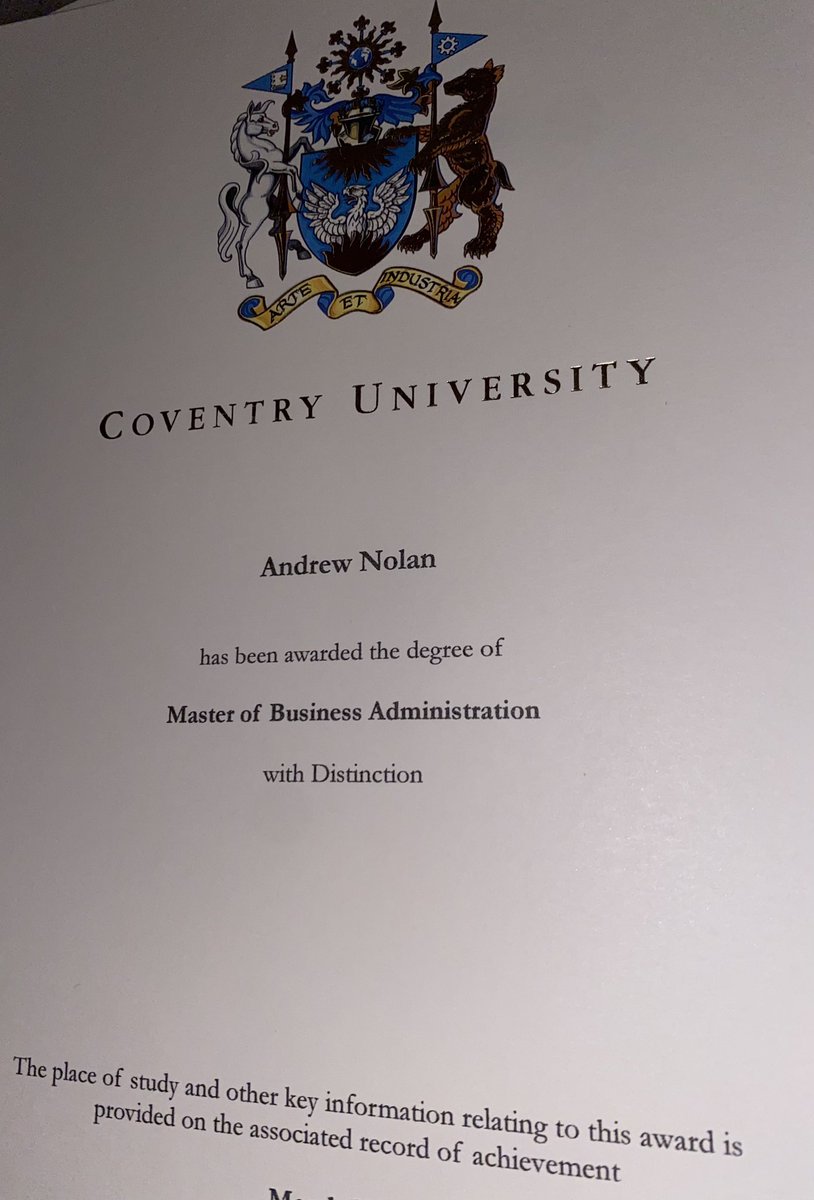 ARTE ET INDUSTRIA
COVENTRY UNIVERSITY
Andrew Nolan
has been awarded the degree of
Master of Business Administration
with Distinction
The place of study and other key information relating to this award is
provided on the associated record of achievement